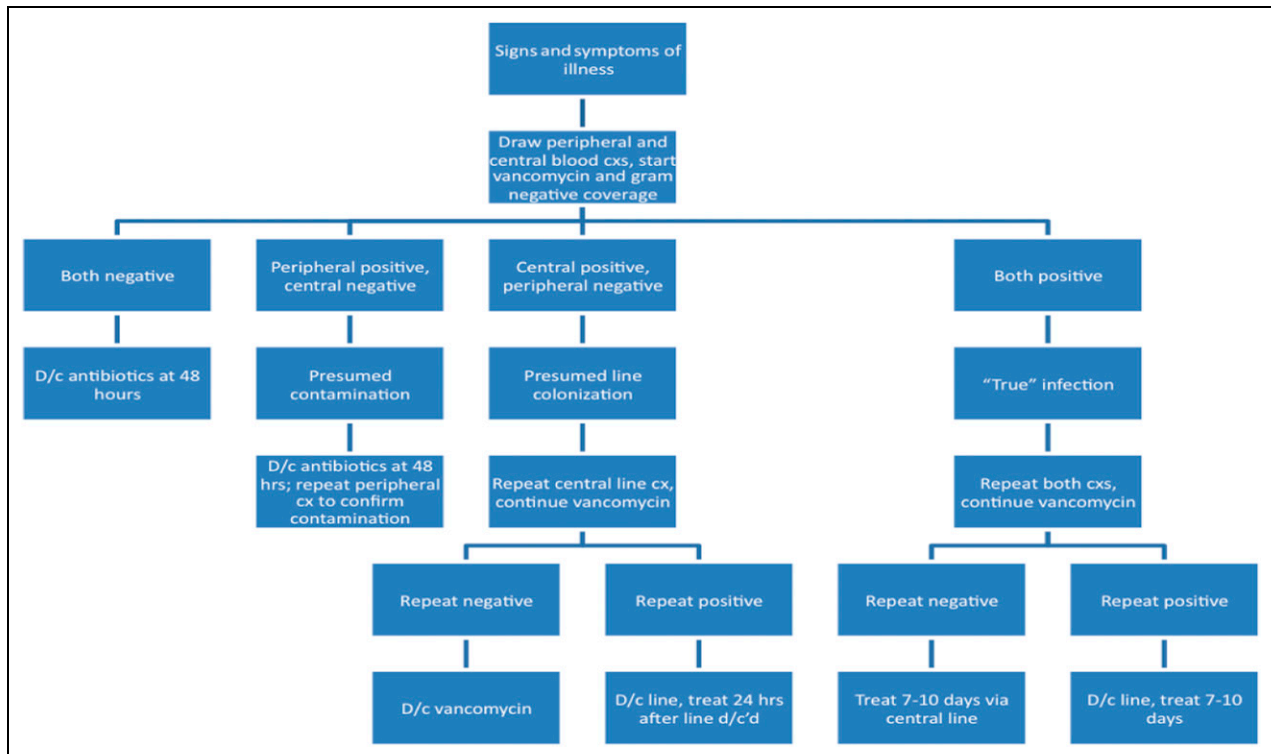 Signs and symptoms of
illness
Draw peripheral and
central blood cxs, start
vancomycin and gram
negative coverage
Both negative
Peripheral positive,
central negative
Central positive,
peripheral negative
Both positive
D/c antibiotics at 48
hours
Presumed
contamination
Presumed line
colonization
“True” infection
D/c antibiotics at 48
hrs; repeat peripheral
cx to confirm
contamination
Repeat central line cx,
continue vancomycin
Repeat both cxs,
continue vancomycin
Repeat negative
Repeat positive
Repeat negative
Repeat positive
D/c vancomycin
D/c line, treat 24 hrs
after line d/c’d
Treat 7-10 days via
central line
D/c line, treat 7-10
days